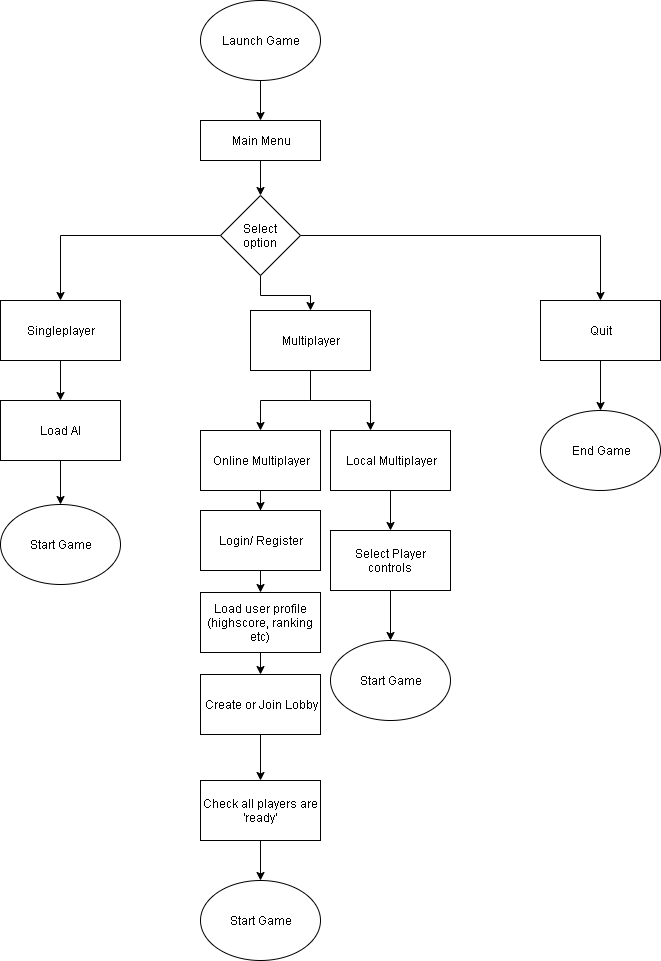 Launch Game
Main Menu
Select
option
Singleplayer
Multiplayer
Quit
Load AI
Online Multiplayer
Local Multiplayer
End Game
Start Game
Login/ Register
Select Player
controls
Load user profile
(highscore, ranking
etc)
Create or Join Lobby
Start Game
Check all players are
'ready'
Start Game